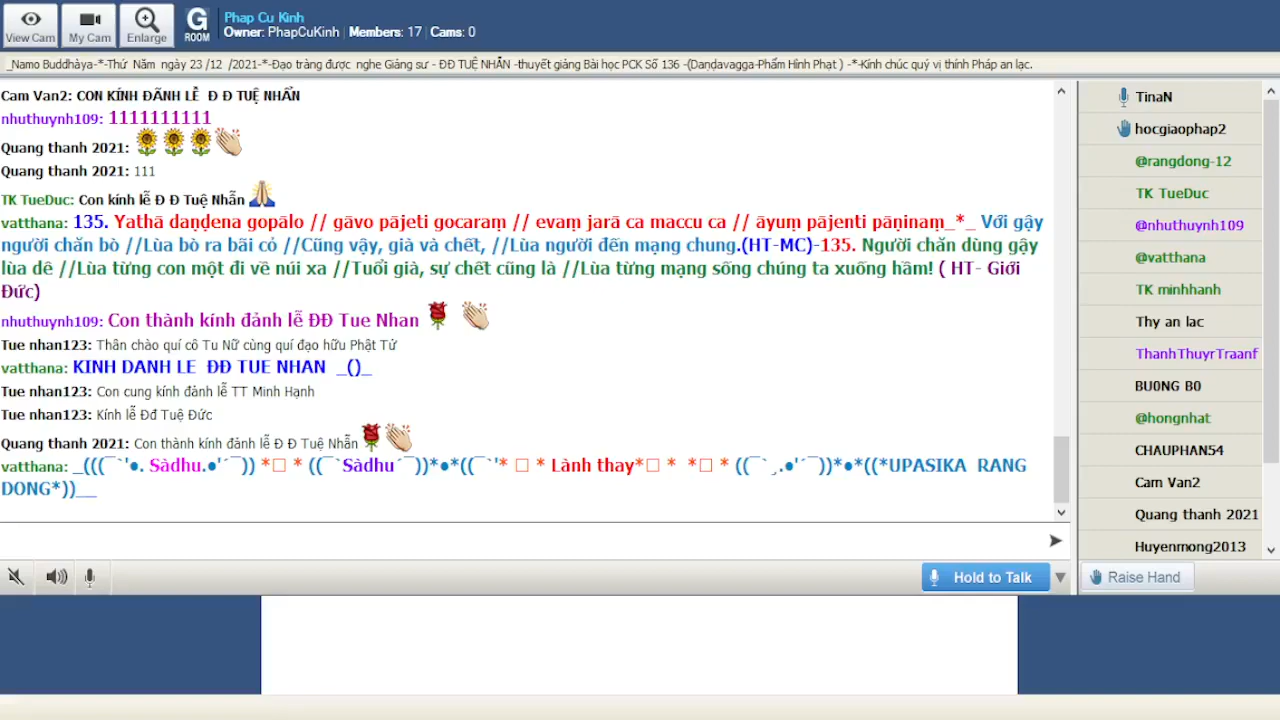 Phap Cu Kinh
Owner: PhapCuKinh | Members: 17 | Cams: 0
View Cam
My Cam
Enlarge
G
ROOM
_Namo Buddhàya-*-Thứ Năm ngày 23 /12 /2021-*-Đạo tràng được nghe Giảng sư - ĐĐ TUỆ NHẪN -thuyết giảng Bài học PCK Số 136 -(Daṇḍavagga-Phẩm Hình Phạt ) -*-Kính chúc quý vị thính Pháp an lạc.
Cam Van2: CON KÍNH ĐÃNH LỄ Đ Đ TUỆ NHẨN
nhuthuynh109: 1111111111
Quang thanh 2021: 🌻🌻🌻👏
Quang thanh 2021: 111
TK TueDuc: Con kính lễ Đ Đ Tuệ Nhẫn 🙏
vatthana: 135. Yathā daṇḍena gopālo // gāvo pājeti gocaraṃ // evaṃ jarā ca maccu ca // āyuṃ pājenti pāṇinaṃ_*_ Với gậy
người chăn bò //Lùa bò ra bãi cỏ //Cũng vậy, già và chết, //Lùa người đến mạng chung.(HT-MC)-135. Người chăn dùng gậy
lùa dê //Lùa từng con một đi về núi xa //Tuổi già, sự chết cũng là //Lùa từng mạng sống chúng ta xuống hầm! ( HT- Giới
Đức)
nhuthuynh109: Con thành kính đảnh lễ ĐĐ Tue Nhan 🌹 👏
Tue nhan123: Thân chào quí cô Tu Nữ cùng quí đạo hữu Phật Tử
vatthana: KINH DANH LE ĐĐ TUE NHAN _()_
Tue nhan123: Con cung kính đảnh lễ TT Minh Hạnh
Tue nhan123: Kính lễ Đđ Tuệ Đức
Quang thanh 2021: Con thành kính đảnh lễ Đ Đ Tuệ Nhẫn 🌹👏
vatthana: _(((¯`'●. Sàdhu.●'´¯)) *□ * ((¯`Sàdhu´¯))*●*((¯`'* □ * Lành thay*□ * *□ * ((¯`¸.●'´¯))*●*((*UPASIKA RANG
DONG*))__
Hold to Talk
TinaN
hocgiaophap2
@rangdong-12
TK TueDuc
@nhuthuynh109
@vatthana
TK minhhanh
Thy an lac
ThanhThuyrTraanf
BU0NG B0
@hongnhat
CHAUPHAN54
Cam Van2
Quang thanh 2021
Huyenmong2013
Raise Hand